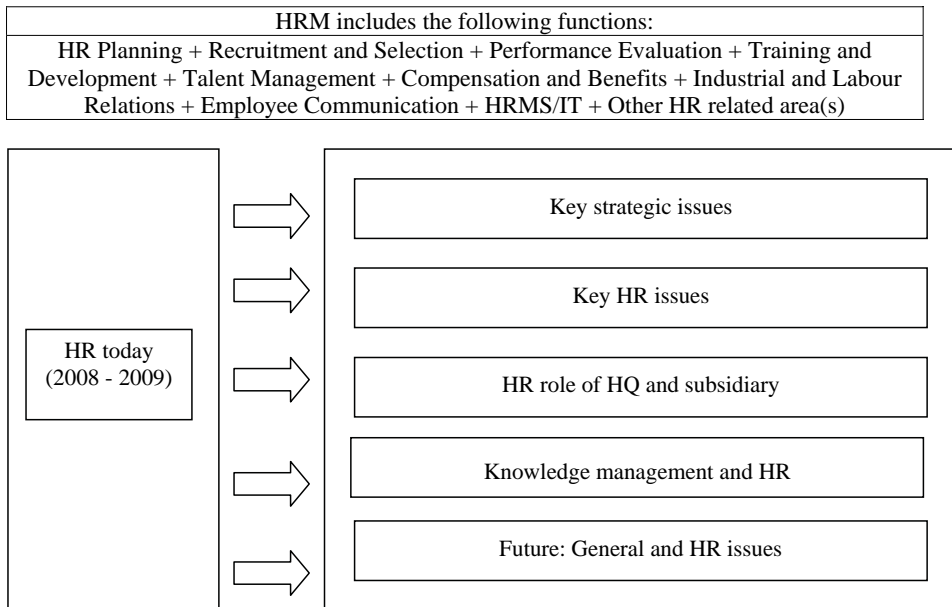 HRM includes the following functions:
HR Planning + Recruitment and Selection + Performance Evaluation + Training and
Development + Talent Management + Compensation and Benefits + Industrial and Labour
Relations + Employee Communication + HRMS/IT + Other HR related area(s)
HR today
(2008 - 2009)
Key strategic issues
Key HR issues
HR role of HQ and subsidiary
Knowledge management and HR
Future: General and HR issues